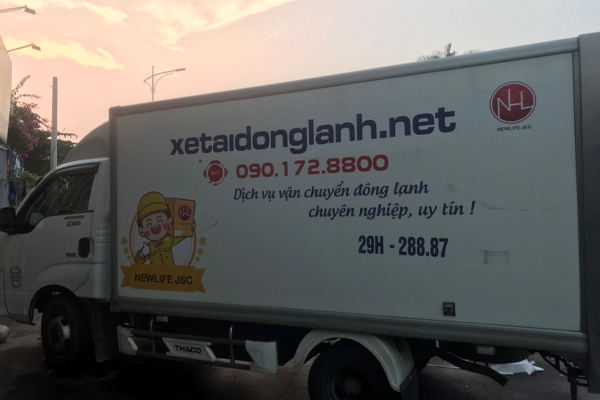 xetaidonglanh.net
NHL
NEWLIFE JSC
090.172.8800
Dịch vụ vận chuyển đông lạnh
chuyên nghiệp, uy tín !
29H - 288.87
NEWLIFE JSC
THACO